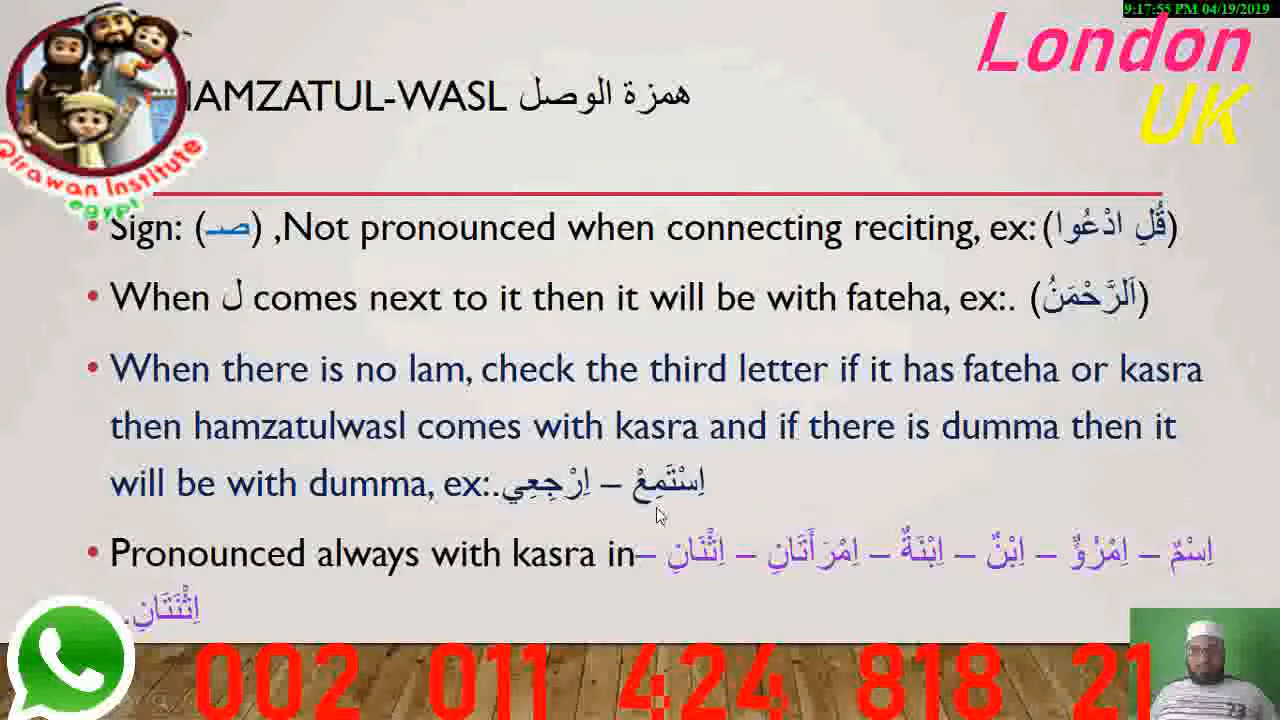 9:17:55 PM 04/19/2019
London
UK
HAMZATUL-WASL همزة الوصل
Qirawan Institute
egypt
• Sign: (صـ) ,Not pronounced when connecting reciting, ex: (قُلِ ادْعُوا)
• When ل comes next to it then it will be with fateha, ex:. (اَلرَّحْمَنُ)
• When there is no lam, check the third letter if it has fateha or kasra
then hamzatulwasl comes with kasra and if there is dumma then it
will be with dumma, ex:. اِسْتَمِعْ – اِرْجِعِي
• Pronounced always with kasra in اِسْمٌ – اِمْرُؤٌ – اِبْنٌ – اِبْنَةٌ – اِمْرَأَتَانِ – اِثْنَانِ –
اِثْنَتَانِ.
002 011 424 818 21